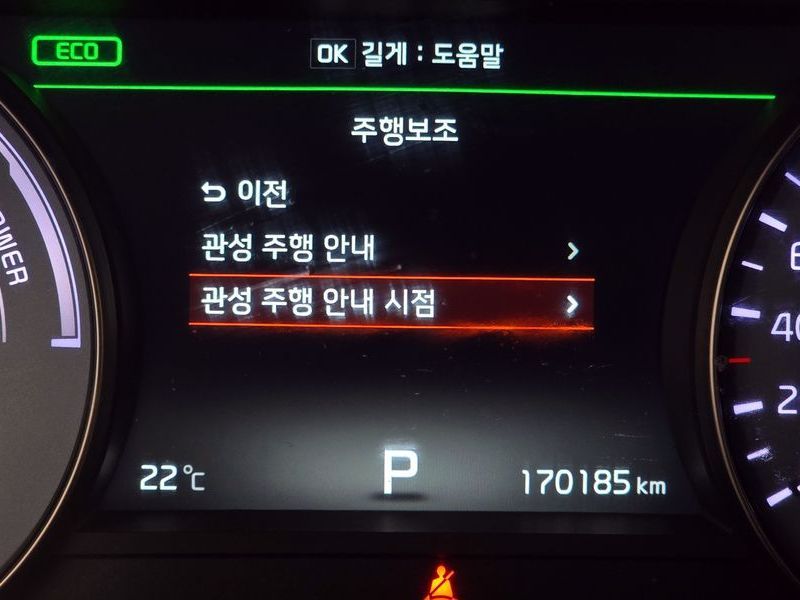 ECO
OK 길게 : 도움말
주행보조
이전
관성 주행 안내
관성 주행 안내 시점
22℃
P
170185 km